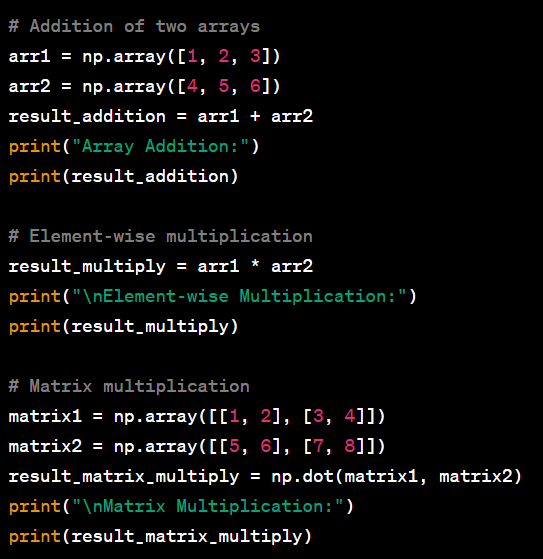 # Addition of two arrays
arr1 = np.array([1, 2, 3])
arr2 = np.array([4, 5, 6])
result_addition = arr1 + arr2
print("Array Addition:")
print(result_addition)

# Element-wise multiplication
result_multiply = arr1 * arr2
print("\nElement-wise Multiplication:")
print(result_multiply)

# Matrix multiplication
matrix1 = np.array([[1, 2], [3, 4]])
matrix2 = np.array([[5, 6], [7, 8]])
result_matrix_multiply = np.dot(matrix1, matrix2)
print("\nMatrix Multiplication:")
print(result_matrix_multiply)